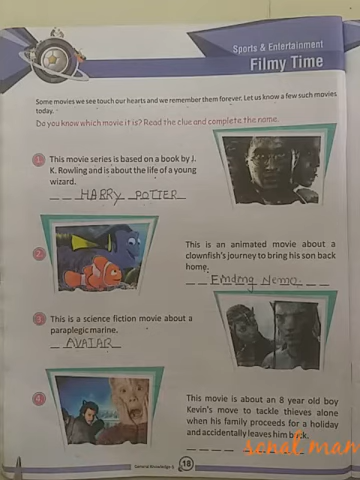 Sports & Entertainment
Filmy Time
Some movies we see touch our hearts and we remember them forever. Let us know a few such movies
today.
Do you know which movie it is? Read the clue and complete the name.
1. This movie series is based on a book by J.
K. Rowling and is about the life of a young
wizard.
HARRY POTTER
2.
This is an animated movie about a
clownfish's journey to bring his son back
home.
Finding Nemo
3. This is a science fiction movie about a
paraplegic marine.
AVATAR
4.
This movie is about an 8 year old boy
Kevin's move to tackle thieves alone
when his family proceeds for a holiday
and accidentally leaves him back.
sonal man
General Knowledge-6
18